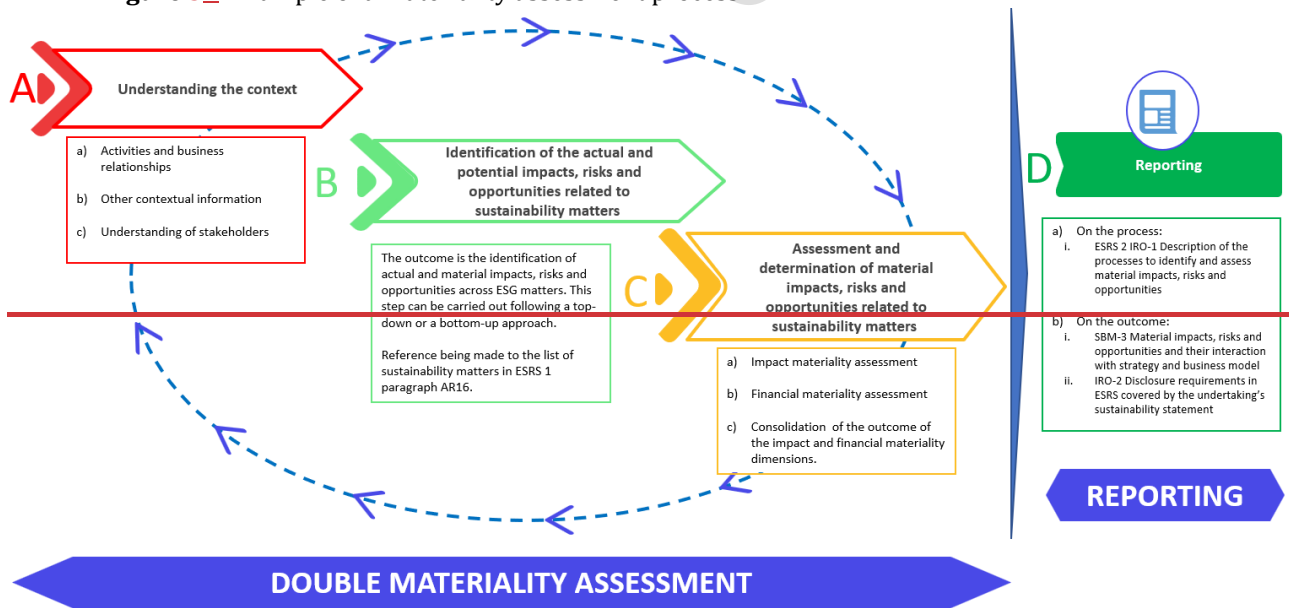 Figure of a materiality assessment process
A
Understanding the context
a) Activities and business
relationships
b) Other contextual information
c) Understanding of stakeholders
B
Identification of the actual and
potential impacts, risks and
opportunities related to
sustainability matters
The outcome is the identification of
actual and material impacts, risks and
opportunities across ESG matters. This
step can be carried out following a top-
down or a bottom-up approach.
Reference being made to the list of
sustainability matters in ESRS 1
paragraph AR16.
C
Assessment and
determination of material
impacts, risks and
opportunities related to
sustainability matters
a) Impact materiality assessment
b) Financial materiality assessment
c) Consolidation of the outcome of
the impact and financial materiality
dimensions.
D
Reporting
a) On the process:
i. ESRS 2 IRO-1 Description of the
processes to identify and assess
material impacts, risks and
opportunities
b) On the outcome:
i. SBM-3 Material impacts, risks and
opportunities and their interaction
with strategy and business model
ii. IRO-2 Disclosure requirements in
ESRS covered by the undertaking's
sustainability statement
REPORTING
DOUBLE MATERIALITY ASSESSMENT